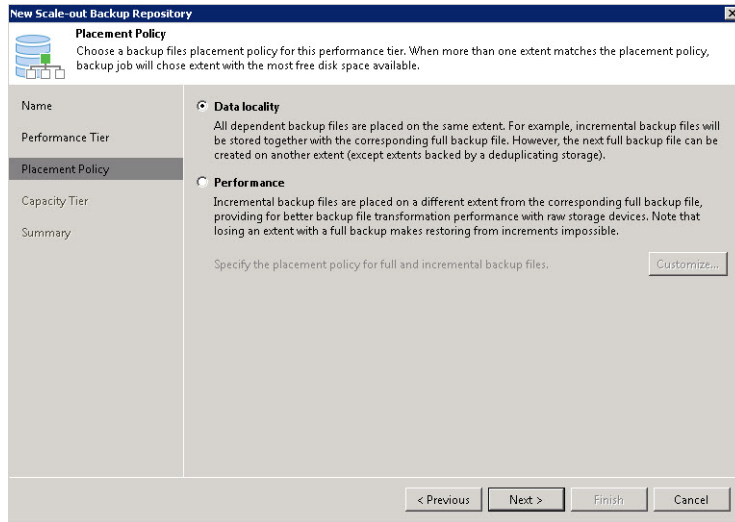 New Scale-out Backup Repository
Placement Policy
Choose a backup files placement policy for this performance tier. When more than one extent matches the placement policy,
backup job will chose extent with the most free disk space available.
Name
Performance Tier
Placement Policy
Capacity Tier
Summary
Data locality
All dependent backup files are placed on the same extent. For example, incremental backup files will
be stored together with the corresponding full backup file. However, the next full backup file can be
created on another extent (except extents backed by a deduplicating storage).
Performance
Incremental backup files are placed on a different extent from the corresponding full backup file,
providing for better backup file transformation performance with raw storage devices. Note that
losing an extent with a full backup makes restoring from increments impossible.
Specify the placement policy for full and incremental backup files.
Customize...
< Previous
Next >
Finish
Cancel